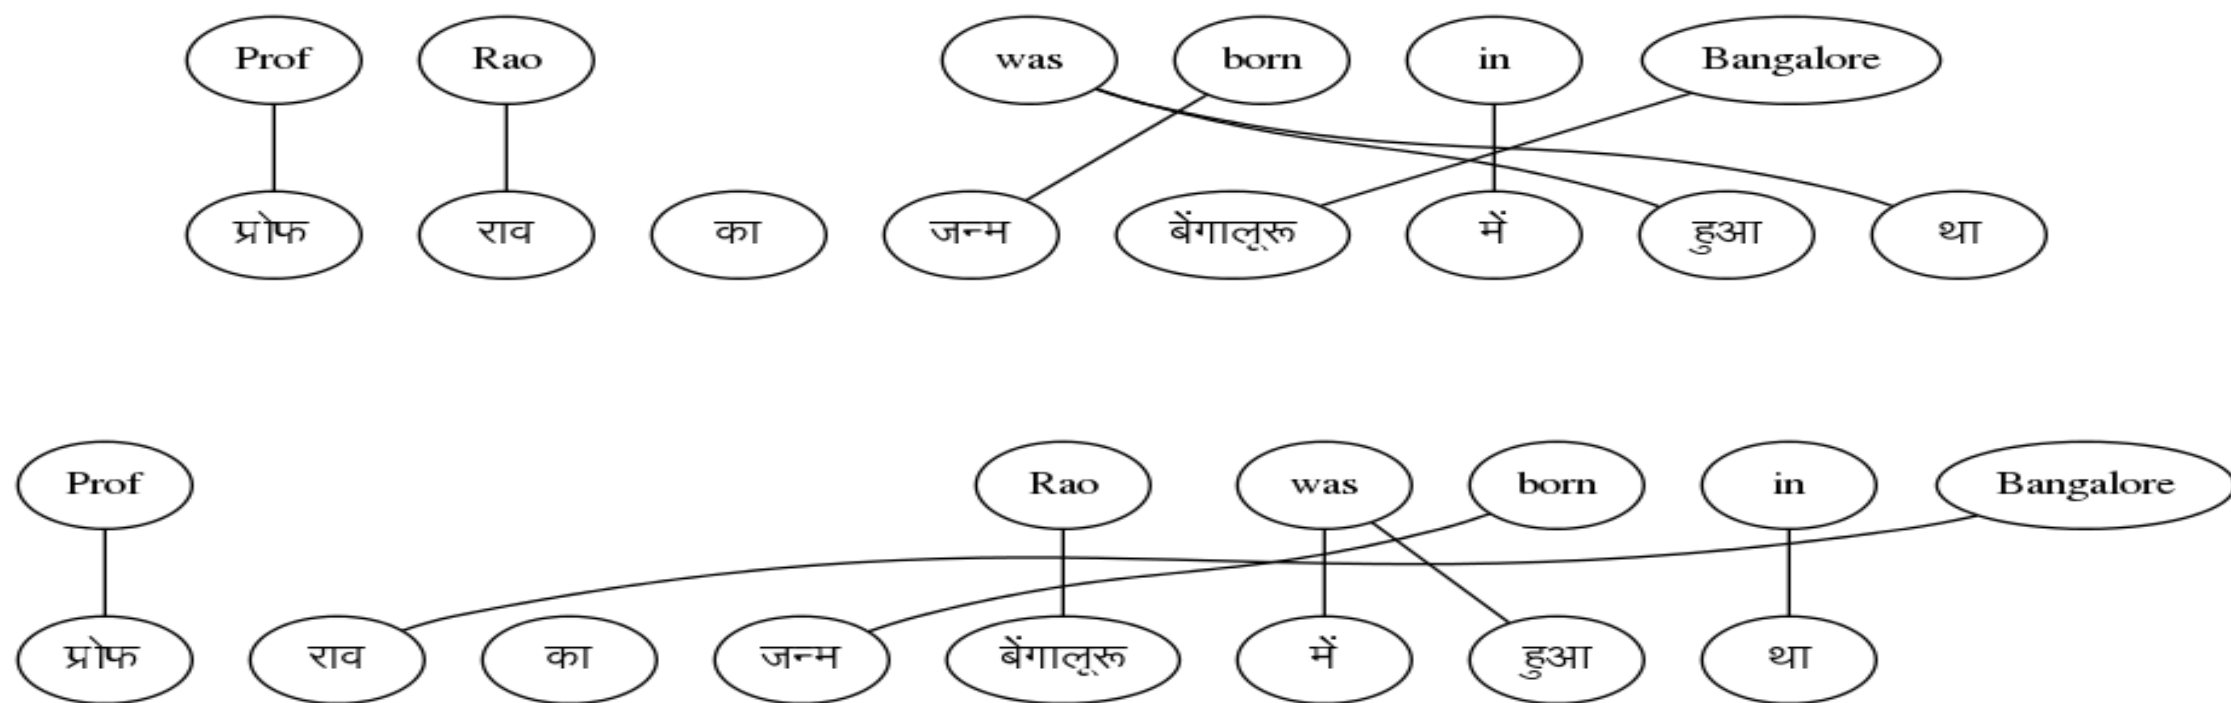 Prof Rao was born in Bangalore
प्रोफ राव का जन्म बेंगालूरू में हुआ था
Prof Rao was born in Bangalore
प्रोफ राव का जन्म बेंगालूरू में हुआ था